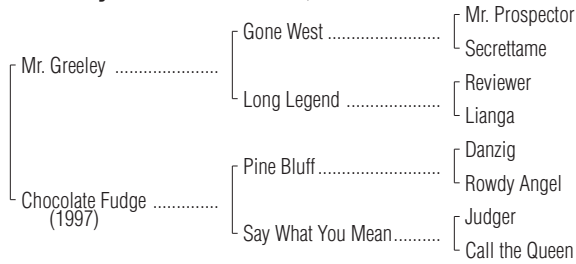 Mr. Prospector
Gone West ......................
Secrettame
Mr. Greeley ......................
Reviewer
Long Legend ....................
Lianga
Danzig
Pine Bluff..........................
Rowdy Angel
Chocolate Fudge ..............
(1997)
Judger
Say What You Mean..........
Call the Queen